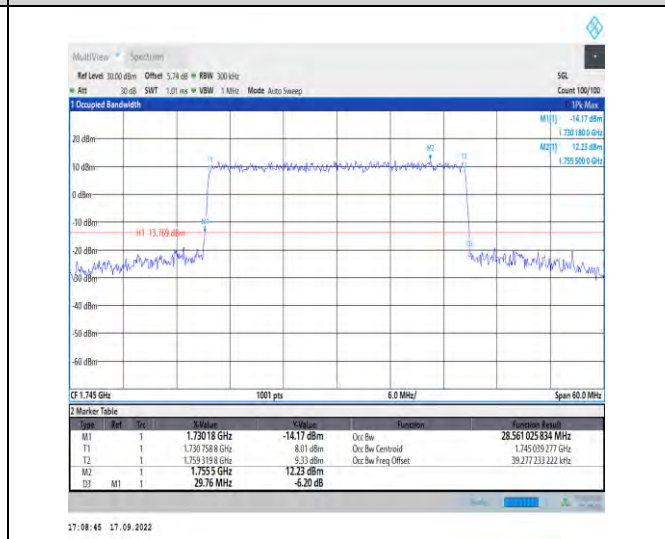 MultiView Spectrum
Ref Level 30.00 dBm Offset 5.74 dB RBW 300 kHz SGL
Att 30 dB SWT 1.01 ms VBW 1 MHz Mode Auto Sweep Count 100/100
1 Occupied Bandwidth 1Pk Max
M1[1] -14.17 dBm
1.730 180 0 GHz
M2[1] 12.23 dBm
1.755 500 0 GHz
20 dBm
10 dBm
0 dBm
-10 dBm
-20 dBm
-30 dBm
-40 dBm
-50 dBm
-60 dBm
T1
M2
T2
H1 13.769 dBm
CF 1.745 GHz 1001 pts 6.0 MHz/ Span 60.0 MHz
2 Marker Table
Type Ref Trc X-Value Y-Value Function Function Result
M1 1 1.73018 GHz -14.17 dBm Occ Bw 28.561 025 834 MHz
T1 1 1.730 758 8 GHz 8.01 dBm Occ Bw Centroid 1.745 039 277 GHz
T2 1 1.759 319 8 GHz 9.33 dBm Occ Bw Freq Offset 39.277 233 222 kHz
M2 1 1.755 5 GHz 12.23 dBm
D3 M1 1 29.76 MHz -6.20 dB
17:08:45 17.09.2022